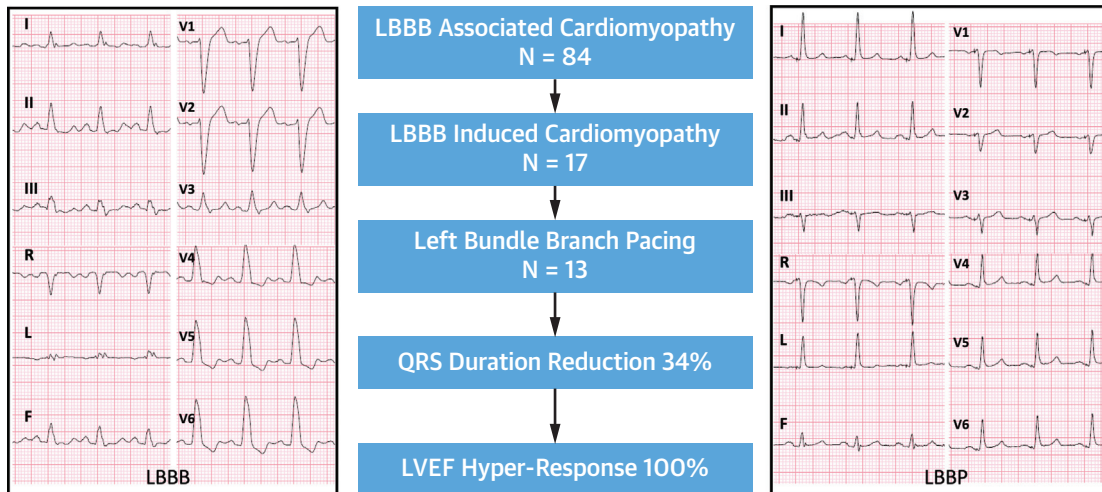 I
II
III
R
L
F
V1
V2
V3
V4
V5
V6
LBBB
LBBB Associated Cardiomyopathy
N = 84
LBBB Induced Cardiomyopathy
N = 17
Left Bundle Branch Pacing
N = 13
QRS Duration Reduction 34%
LVEF Hyper-Response 100%
I
II
III
R
L
F
V1
V2
V3
V4
V5
V6
LBBP